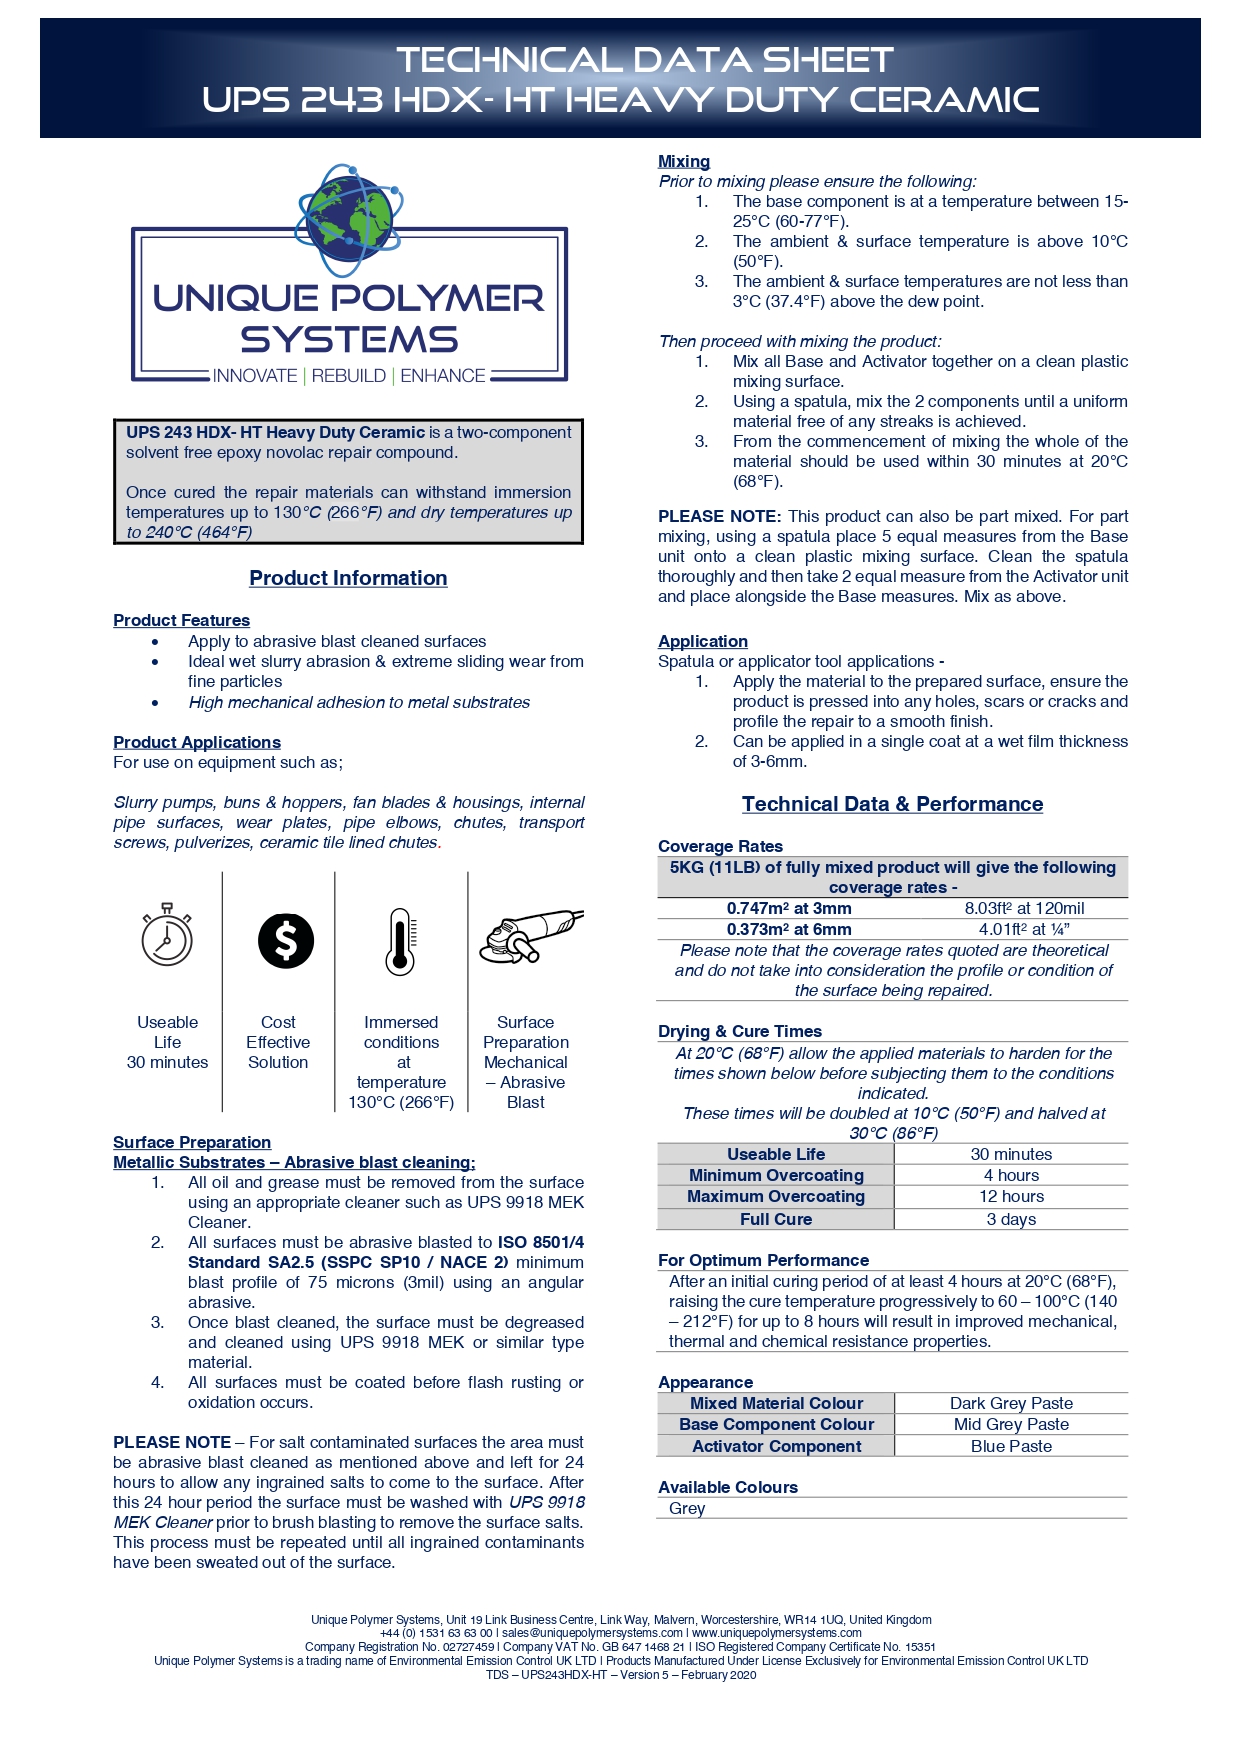 TECHNICAL DATA SHEET
UPS 243 HDX- HT HEAVY DUTY CERAMIC
UNIQUE POLYMER
SYSTEMS
INNOVATE | REBUILD | ENHANCE
UPS 243 HDX- HT Heavy Duty Ceramic is a two-component
solvent free epoxy novolac repair compound.
Once cured the repair materials can withstand immersion
temperatures up to 130°C (266°F) and dry temperatures up
to 240°C (464°F)
Product Information
Product Features
• Apply to abrasive blast cleaned surfaces
• Ideal wet slurry abrasion & extreme sliding wear from
fine particles
• High mechanical adhesion to metal substrates
Product Applications
For use on equipment such as;
Slurry pumps, buns & hoppers, fan blades & housings, internal
pipe surfaces, wear plates, pipe elbows, chutes, transport
screws, pulverizes, ceramic tile lined chutes.
Useable
Life
30 minutes
Cost
Effective
Solution
Immersed
conditions
at
temperature
130°C (266°F)
Surface
Preparation
Mechanical
– Abrasive
Blast
Surface Preparation
Metallic Substrates – Abrasive blast cleaning;
1. All oil and grease must be removed from the surface
using an appropriate cleaner such as UPS 9918 MEK
Cleaner.
2. All surfaces must be abrasive blasted to ISO 8501/4
Standard SA2.5 (SSPC SP10 / NACE 2) minimum
blast profile of 75 microns (3mil) using an angular
abrasive.
3. Once blast cleaned, the surface must be degreased
and cleaned using UPS 9918 MEK or similar type
material.
4. All surfaces must be coated before flash rusting or
oxidation occurs.
PLEASE NOTE – For salt contaminated surfaces the area must
be abrasive blast cleaned as mentioned above and left for 24
hours to allow any ingrained salts to come to the surface. After
this 24 hour period the surface must be washed with UPS 9918
MEK Cleaner prior to brush blasting to remove the surface salts.
This process must be repeated until all ingrained contaminants
have been sweated out of the surface.
Mixing
Prior to mixing please ensure the following:
1. The base component is at a temperature between 15-
25°C (60-77°F).
2. The ambient & surface temperature is above 10°C
(50°F).
3. The ambient & surface temperatures are not less than
3°C (37.4°F) above the dew point.
Then proceed with mixing the product:
1. Mix all Base and Activator together on a clean plastic
mixing surface.
2. Using a spatula, mix the 2 components until a uniform
material free of any streaks is achieved.
3. From the commencement of mixing the whole of the
material should be used within 30 minutes at 20°C
(68°F).
PLEASE NOTE: This product can also be part mixed. For part
mixing, using a spatula place 5 equal measures from the Base
unit onto a clean plastic mixing surface. Clean the spatula
thoroughly and then take 2 equal measure from the Activator unit
and place alongside the Base measures. Mix as above.
Application
Spatula or applicator tool applications -
1. Apply the material to the prepared surface, ensure the
product is pressed into any holes, scars or cracks and
profile the repair to a smooth finish.
2. Can be applied in a single coat at a wet film thickness
of 3-6mm.
Technical Data & Performance
Coverage Rates
5KG (11LB) of fully mixed product will give the following
coverage rates -
0.747m² at 3mm 8.03ft² at 120mil
0.373m² at 6mm 4.01ft² at ¼”
Please note that the coverage rates quoted are theoretical
and do not take into consideration the profile or condition of
the surface being repaired.
Drying & Cure Times
At 20°C (68°F) allow the applied materials to harden for the
times shown below before subjecting them to the conditions
indicated.
These times will be doubled at 10°C (50°F) and halved at
30°C (86°F)
Useable Life 30 minutes
Minimum Overcoating 4 hours
Maximum Overcoating 12 hours
Full Cure 3 days
For Optimum Performance
After an initial curing period of at least 4 hours at 20°C (68°F),
raising the cure temperature progressively to 60 – 100°C (140
– 212°F) for up to 8 hours will result in improved mechanical,
thermal and chemical resistance properties.
Appearance
Mixed Material Colour Dark Grey Paste
Base Component Colour Mid Grey Paste
Activator Component Blue Paste
Available Colours
Grey
Unique Polymer Systems, Unit 19 Link Business Centre, Link Way, Malvern, Worcestershire, WR14 1UQ, United Kingdom
+44 (0) 1531 63 63 00 | sales@uniquepolymersystems.com | www.uniquepolymersystems.com
Company Registration No. 02727459 | Company VAT No. GB 647 1468 21 | ISO Registered Company Certificate No. 15351
Unique Polymer Systems is a trading name of Environmental Emission Control UK LTD | Products Manufactured Under License Exclusively for Environmental Emission Control UK LTD
TDS – UPS243HDX-HT – Version 5 – February 2020